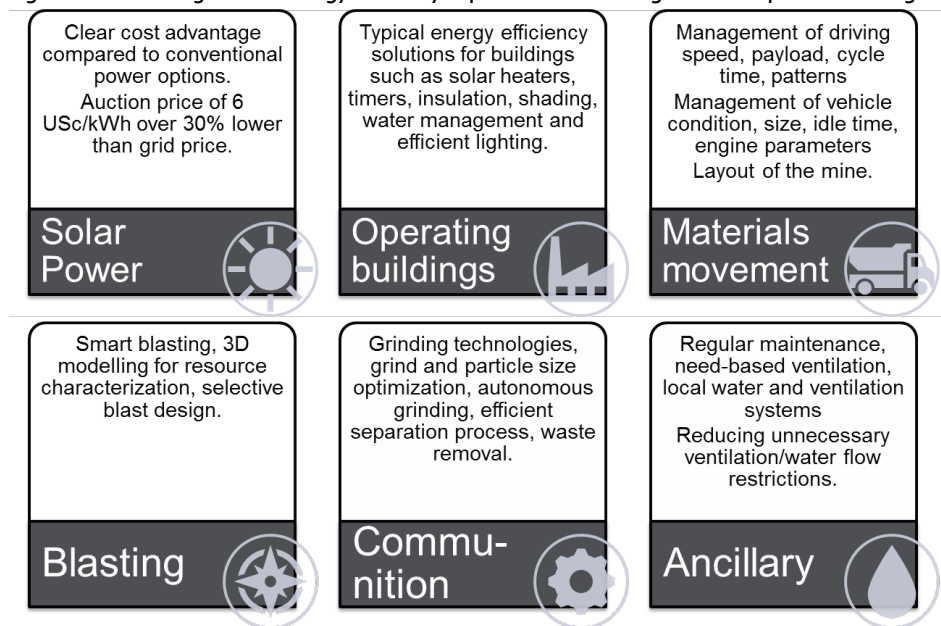 Clear cost advantage
compared to conventional
power options.
Auction price of 6
USc/kWh over 30% lower
than grid price.
Solar
Power
Typical energy efficiency
solutions for buildings
such as solar heaters,
timers, insulation, shading,
water management and
efficient lighting.
Operating
buildings
Management of driving
speed, payload, cycle
time, patterns
Management of vehicle
condition, size, idle time,
engine parameters
Layout of the mine.
Materials
movement
Smart blasting, 3D
modelling for resource
characterization, selective
blast design.
Blasting
Grinding technologies,
grind and particle size
optimization, autonomous
grinding, efficient
separation process, waste
removal.
Commu-
nition
Regular maintenance,
need-based ventilation,
local water and ventilation
systems
Reducing unnecessary
ventilation/water flow
restrictions.
Ancillary